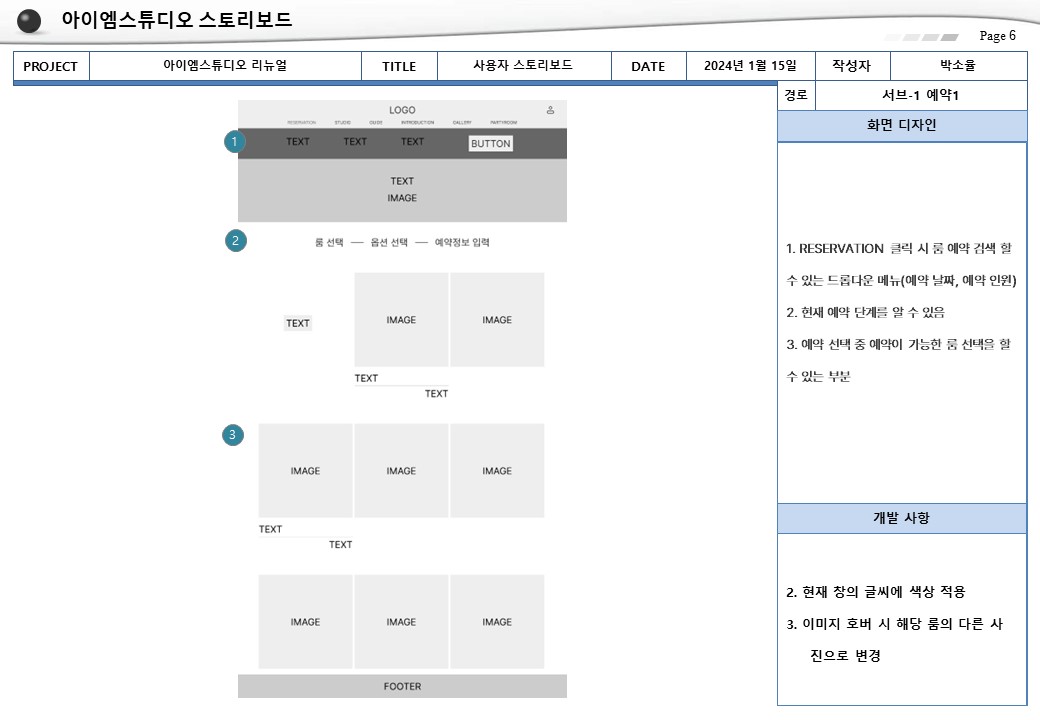 아이엠스튜디오 스토리보드
Page 6
PROJECT 아이엠스튜디오 리뉴얼 TITLE 사용자 스토리보드 DATE 2024년 1월 15일 작성자 박소율
경로 서브-1 예약1
화면 디자인
LOGO
RESERVATION STUDIO GUIDE INTRODUCTION GALLERY PARTYROOM
1 TEXT TEXT TEXT BUTTON
TEXT
IMAGE
2 룸 선택 — 옵션 선택 — 예약정보 입력
TEXT IMAGE IMAGE
TEXT
TEXT
3
IMAGE IMAGE IMAGE
TEXT
TEXT
IMAGE IMAGE IMAGE
FOOTER
1. RESERVATION 클릭 시 룸 예약 검색 할
수 있는 드롭다운 메뉴(예약 날짜, 예약 인원)
2. 현재 예약 단계를 알 수 있음
3. 예약 선택 중 예약이 가능한 룸 선택을 할
수 있는 부분
개발 사항
2. 현재 창의 글씨에 색상 적용
3. 이미지 호버 시 해당 룸의 다른 사
진으로 변경